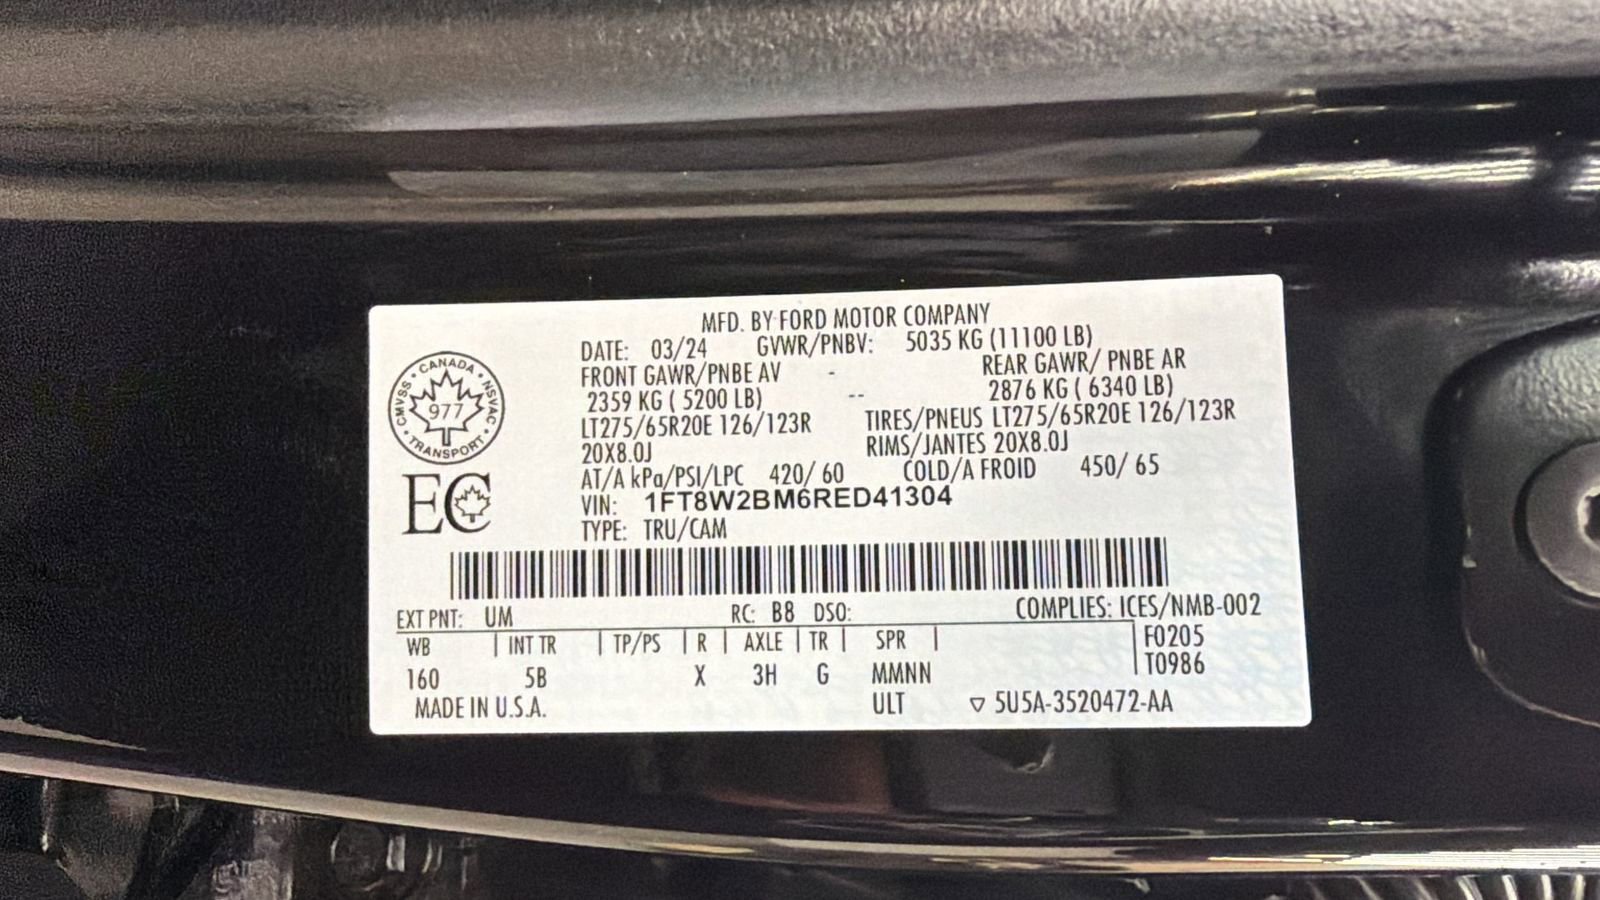 MFD. BY FORD MOTOR COMPANY
DATE: 03/24 GVWR/PNBV: 5035 KG (11100 LB)
FRONT GAWR/PNBE AV - REAR GAWR/ PNBE AR
2359 KG ( 5200 LB) -- 2876 KG ( 6340 LB)
LT275/65R20E 126/123R TIRES/PNEUS LT275/65R20E 126/123R
20X8.0J RIMS/JANTES 20X8.0J
AT/A kPa/PSI/LPC 420/ 60 COLD/A FROID 450/ 65
VIN: 1FT8W2BM6RED41304
TYPE: TRU/CAM
CANADA
CMVSS • NSVAC
977
TRANSPORT
EC
EXT PNT: UM RC: B8 DSO: COMPLIES: ICES/NMB-002
WB | INT TR | TP/PS | R | AXLE | TR | SPR | F0205
160 5B X 3H G MMNN T0986
MADE IN U.S.A. ULT ▽ 5U5A-3520472-AA